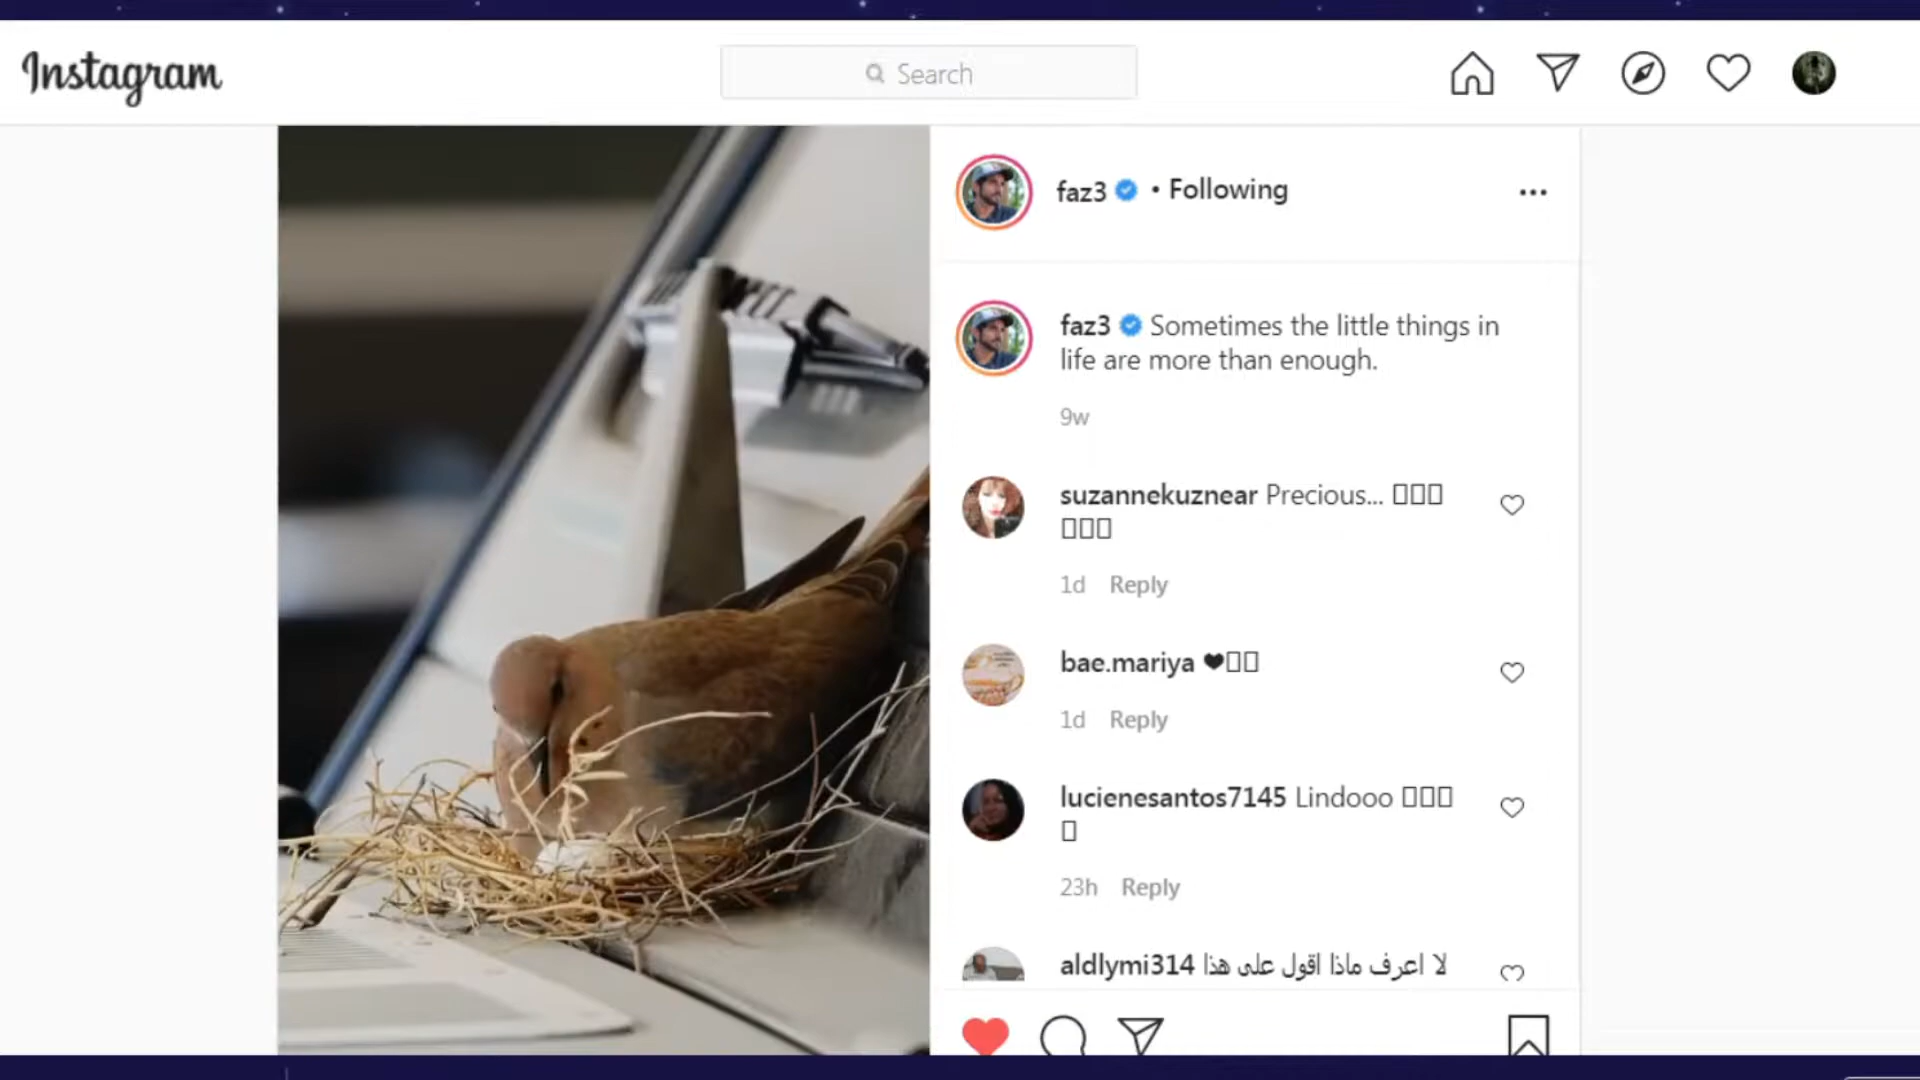 Instagram
Search
faz3 • Following
faz3 Sometimes the little things in
life are more than enough.
9w
suzannekuznear Precious...
1d Reply
bae.mariya ❤
1d Reply
lucienesantos7145 Lindooo
23h Reply
aldlymi314 لا اعرف ماذا اقول على هذا